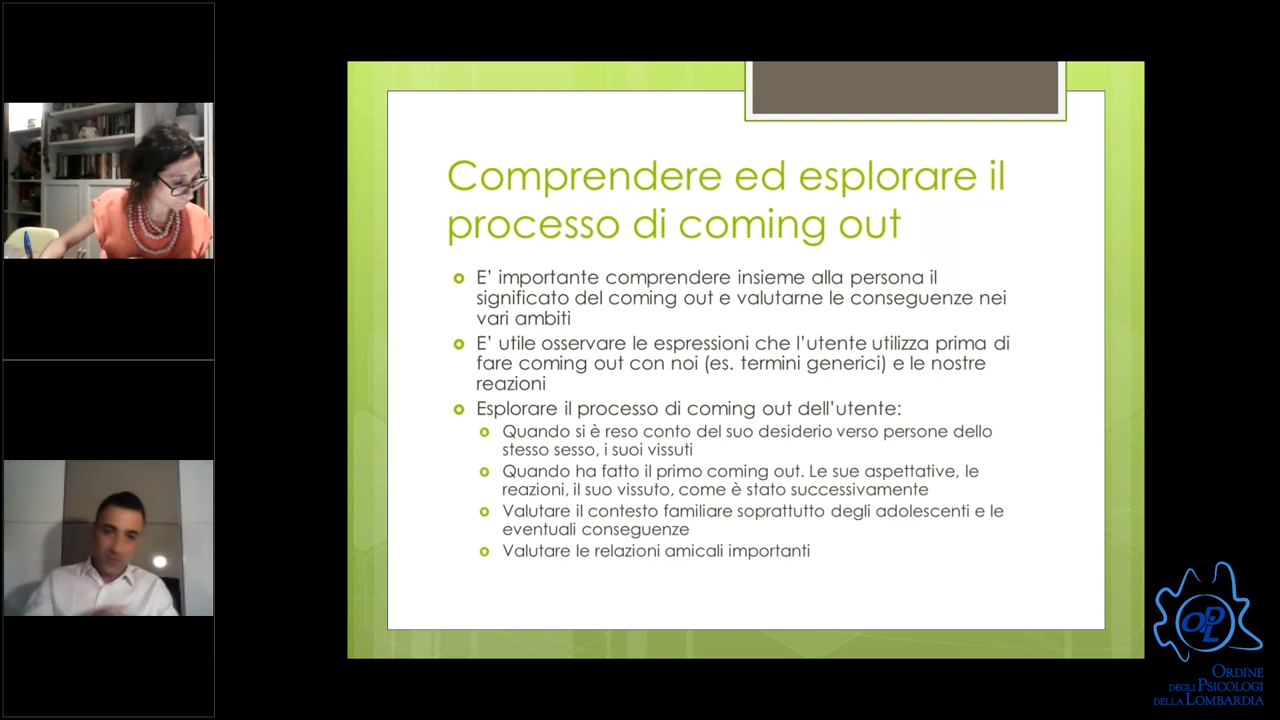 Comprendere ed esplorare il
processo di coming out
E' importante comprendere insieme alla persona il
significato del coming out e valutarne le conseguenze nei
vari ambiti
E' utile osservare le espressioni che l'utente utilizza prima di
fare coming out con noi (es. termini generici) e le nostre
reazioni
Esplorare il processo di coming out dell'utente:
Quando si è reso conto del suo desiderio verso persone dello
stesso sesso, i suoi vissuti
Quando ha fatto il primo coming out. Le sue aspettative, le
reazioni, il suo vissuto, come è stato successivamente
Valutare il contesto familiare soprattutto degli adolescenti e le
eventuali conseguenze
Valutare le relazioni amicali importanti
OPL
ORDINE
DEGLI PSICOLOGI
DELLA LOMBARDIA